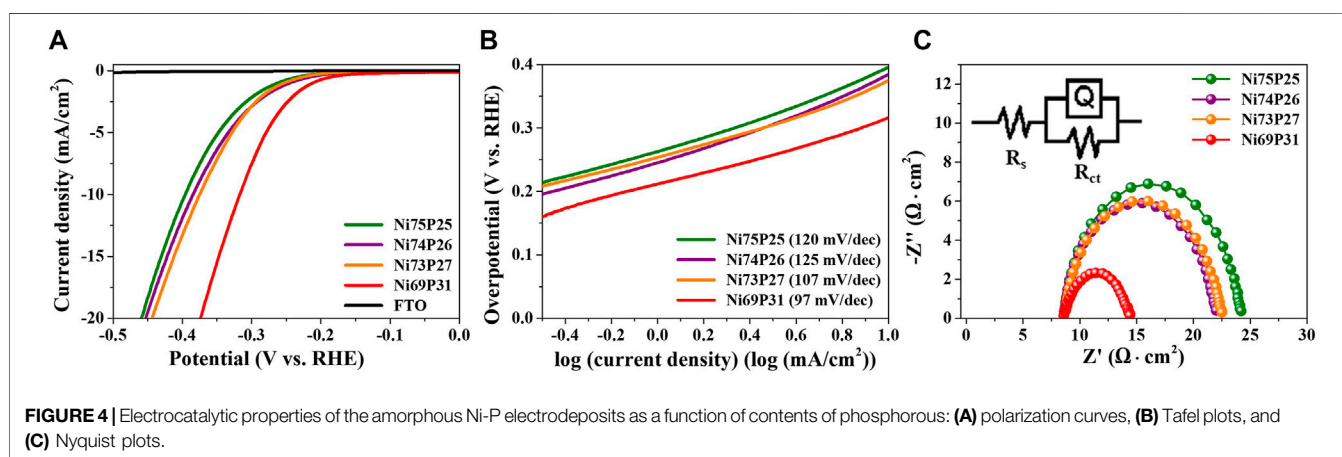 A
0
-5
-10
-15
-20
Current density (mA/cm²)
-0.5
-0.4
-0.3
-0.2
-0.1
0.0
Potential (V vs. RHE)
Ni75P25
Ni74P26
Ni73P27
Ni69P31
FTO
B
0.4
0.3
0.2
0.1
0.0
Overpotential (V vs. RHE)
-0.4
-0.2
0.0
0.2
0.4
0.6
0.8
1.0
log (current density) (log (mA/cm²))
Ni75P25 (120 mV/dec)
Ni74P26 (125 mV/dec)
Ni73P27 (107 mV/dec)
Ni69P31 (97 mV/dec)
C
12
10
8
6
4
2
0
-Z'' (Ω · cm²)
0
5
10
15
20
25
30
Z' (Ω · cm²)
Q
Rs
Rct
Ni75P25
Ni74P26
Ni73P27
Ni69P31
FIGURE 4 | Electrocatalytic properties of the amorphous Ni-P electrodeposits as a function of contents of phosphorous: (A) polarization curves, (B) Tafel plots, and
(C) Nyquist plots.